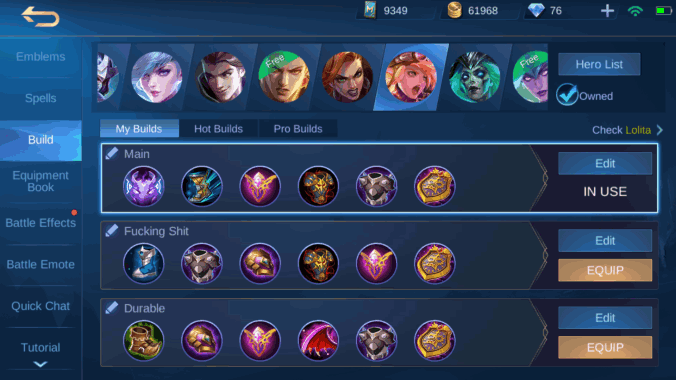 9349
61968
76
Emblems
Spells
Build
Equipment
Book
Battle Effects
Battle Emote
Quick Chat
Tutorial
Free
Free
Hero List
Owned
My Builds
Hot Builds
Pro Builds
Check Lolita
Main
Edit
IN USE
Fucking Shit
Edit
EQUIP
Durable
Edit
EQUIP